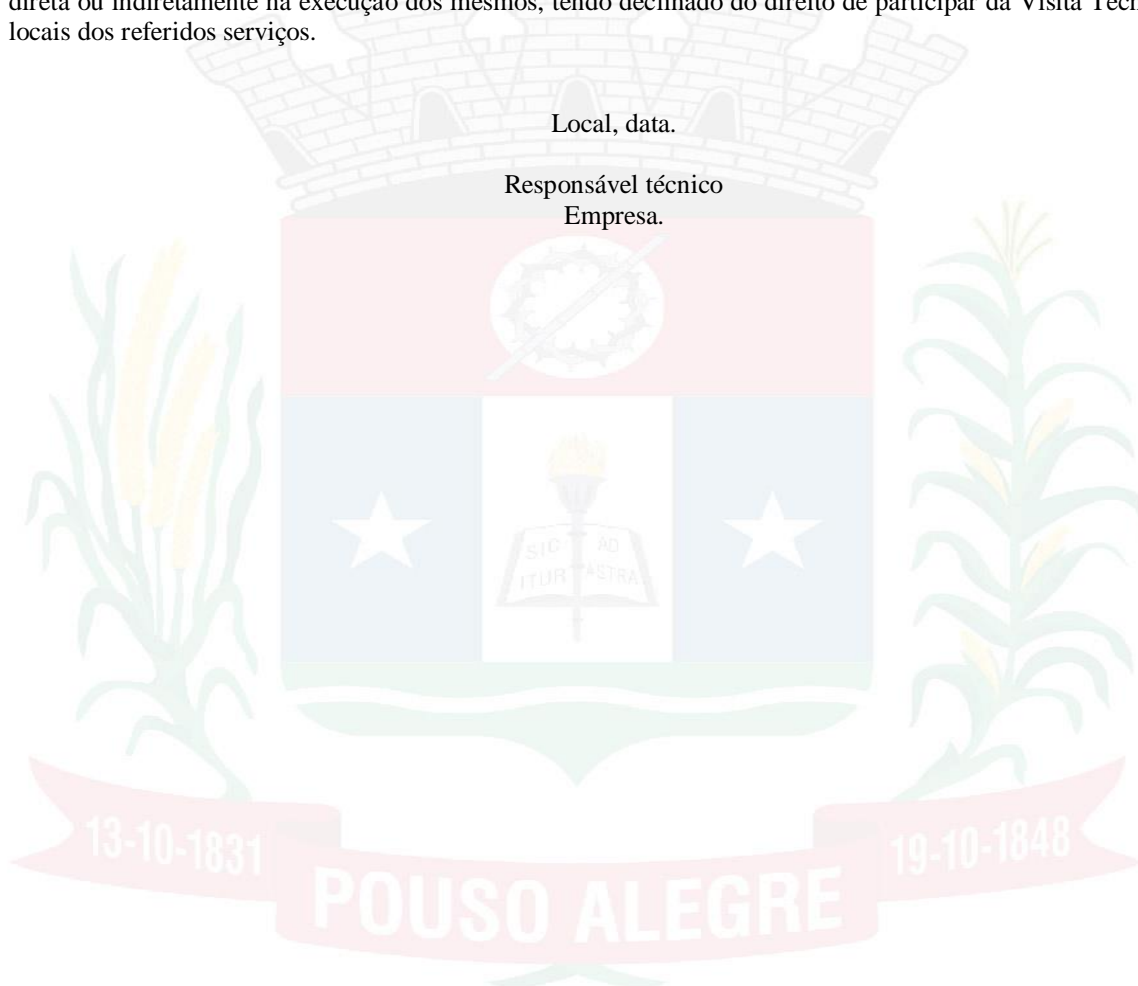 direta ou indiretamente na execução dos mesmos, tendo declinado do direito de participar da Visita
locais dos referidos serviços.
Local, data.
Responsável técnico
Empresa.
SIC AD
ITUR ASTRA
13-10-1831
19-10-1848
POUSO ALEGRE